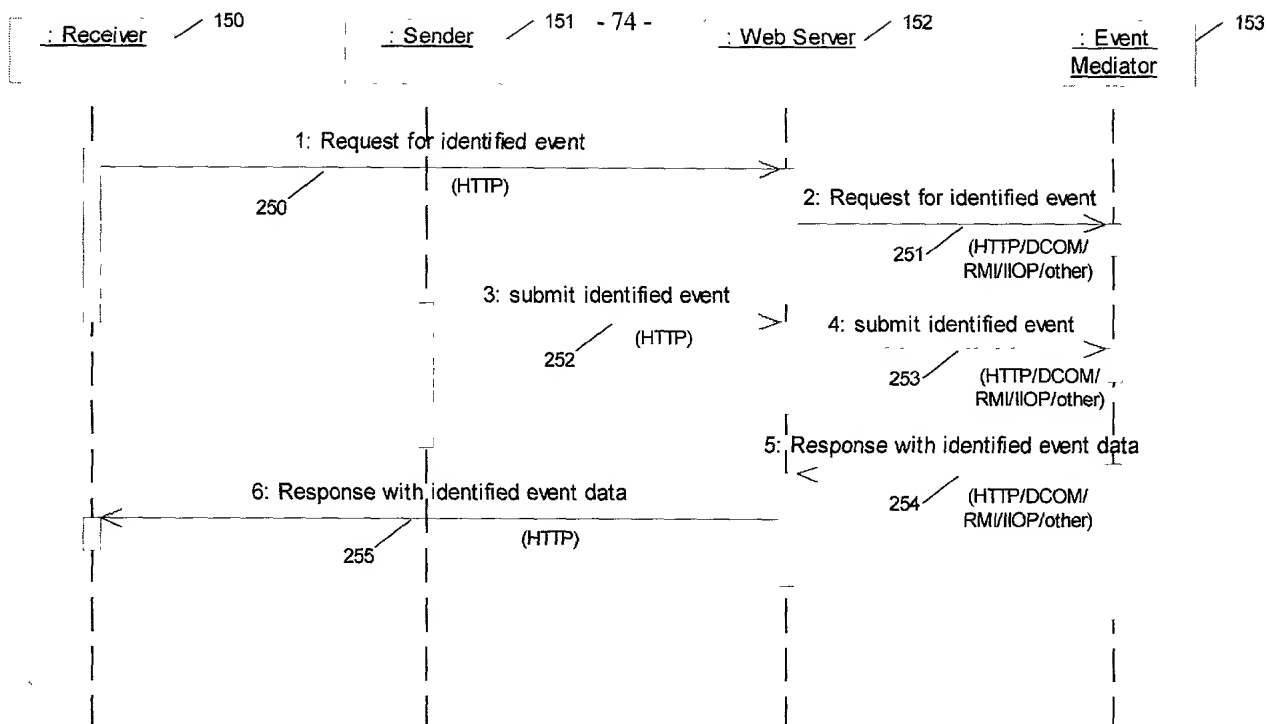 : Receiver 150
: Sender 151
- 74 -
: Web Server 152
: Event
Mediator
153
1: Request for identified event
(HTTP)
250
2: Request for identified event
251
(HTTP/DCOM/
RMI/IIOP/other)
3: submit identified event
(HTTP)
252
4: submit identified event
253
(HTTP/DCOM/
RMI/IIOP/other)
5: Response with identified event data
254
(HTTP/DCOM/
RMI/IIOP/other)
6: Response with identified event data
(HTTP)
255